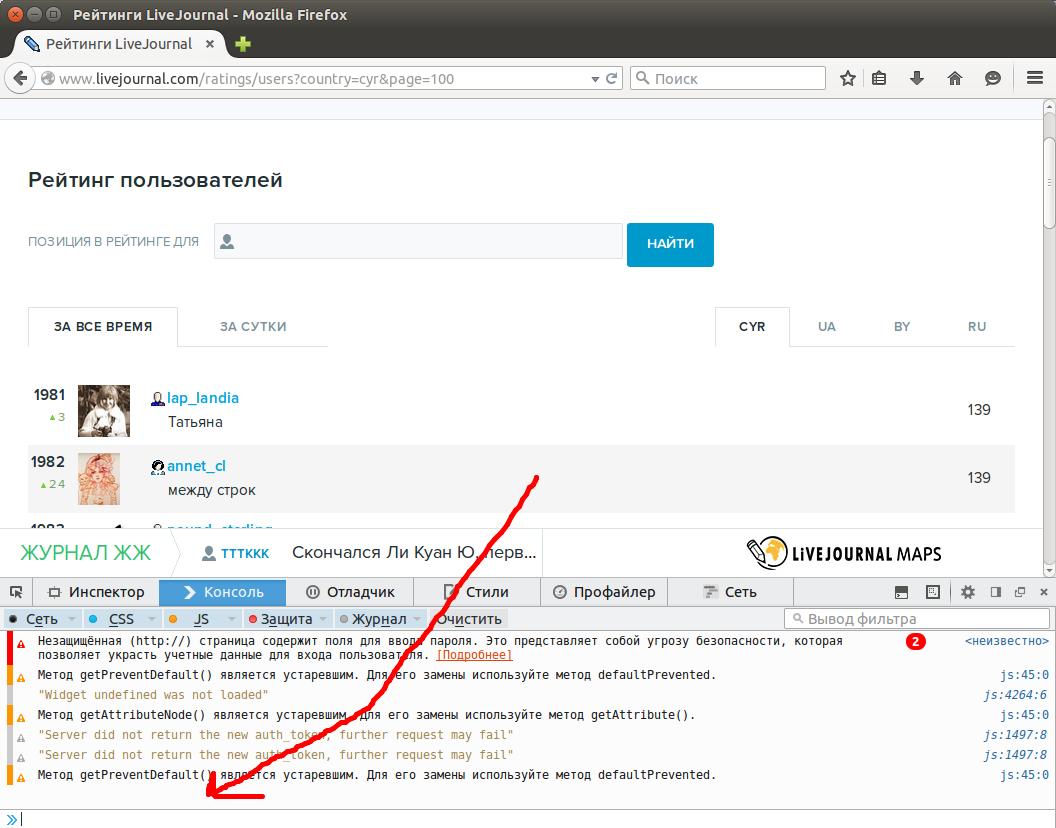 Рейтинги LiveJournal - Mozilla Firefox
Рейтинги LiveJournal
www.livejournal.com/ratings/users?country=cyr&page=100
Поиск
Рейтинг пользователей
ПОЗИЦИЯ В РЕЙТИНГЕ ДЛЯ
НАЙТИ
ЗА ВСЕ ВРЕМЯ ЗА СУТКИ CYR UA BY RU
1981 lap_landia 139
3 Татьяна
1982 annet_cl 139
24 между строк
1983 pound_sterling
ЖУРНАЛ ЖЖ тттkkk Скончался Ли Куан Ю, перв... LIVEJOURNAL MAPS
Инспектор Консоль Отладчик Стили Профайлер Сеть
Сеть CSS JS Защита Журнал Очистить Вывод фильтра
Незащищённая (http://) страница содержит поля для ввода пароля. Это представляет собой угрозу безопасности, которая 2 <неизвестно>
позволяет украсть учетные данные для входа пользователя. [Подробнее]
Метод getPreventDefault() является устаревшим. Для его замены используйте метод defaultPrevented. js:45:0
"Widget undefined was not loaded" js:4264:6
Метод getAttributeNode() является устаревшим. Для его замены используйте метод getAttribute(). js:45:0
"Server did not return the new auth_token, further request may fail" js:1497:8
"Server did not return the new auth_token, further request may fail" js:1497:8
Метод getPreventDefault() является устаревшим. Для его замены используйте метод defaultPrevented. js:45:0